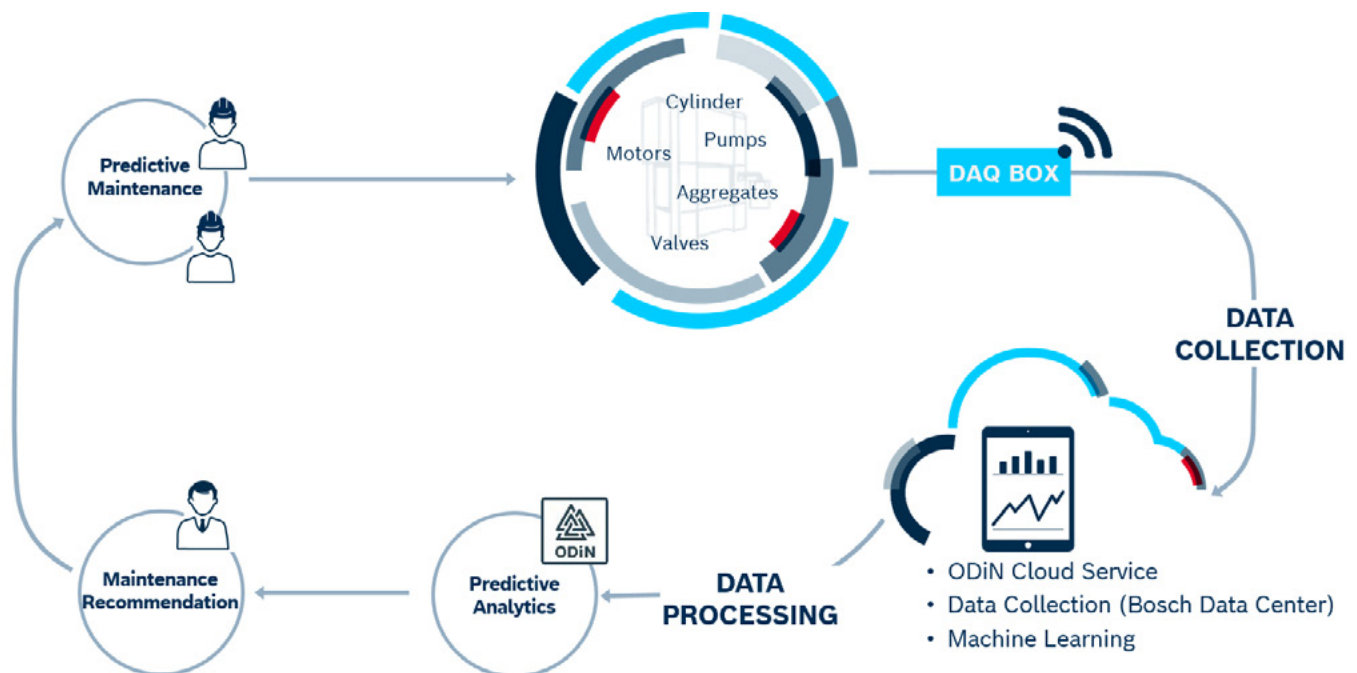 Predictive
Maintenance
Cylinder
Motors
Pumps
Aggregates
Valves
DAQ BOX
DATA
COLLECTION
• ODiN Cloud Service
• Data Collection (Bosch Data Center)
• Machine Learning
DATA
PROCESSING
ODiN
Predictive
Analytics
Maintenance
Recommendation